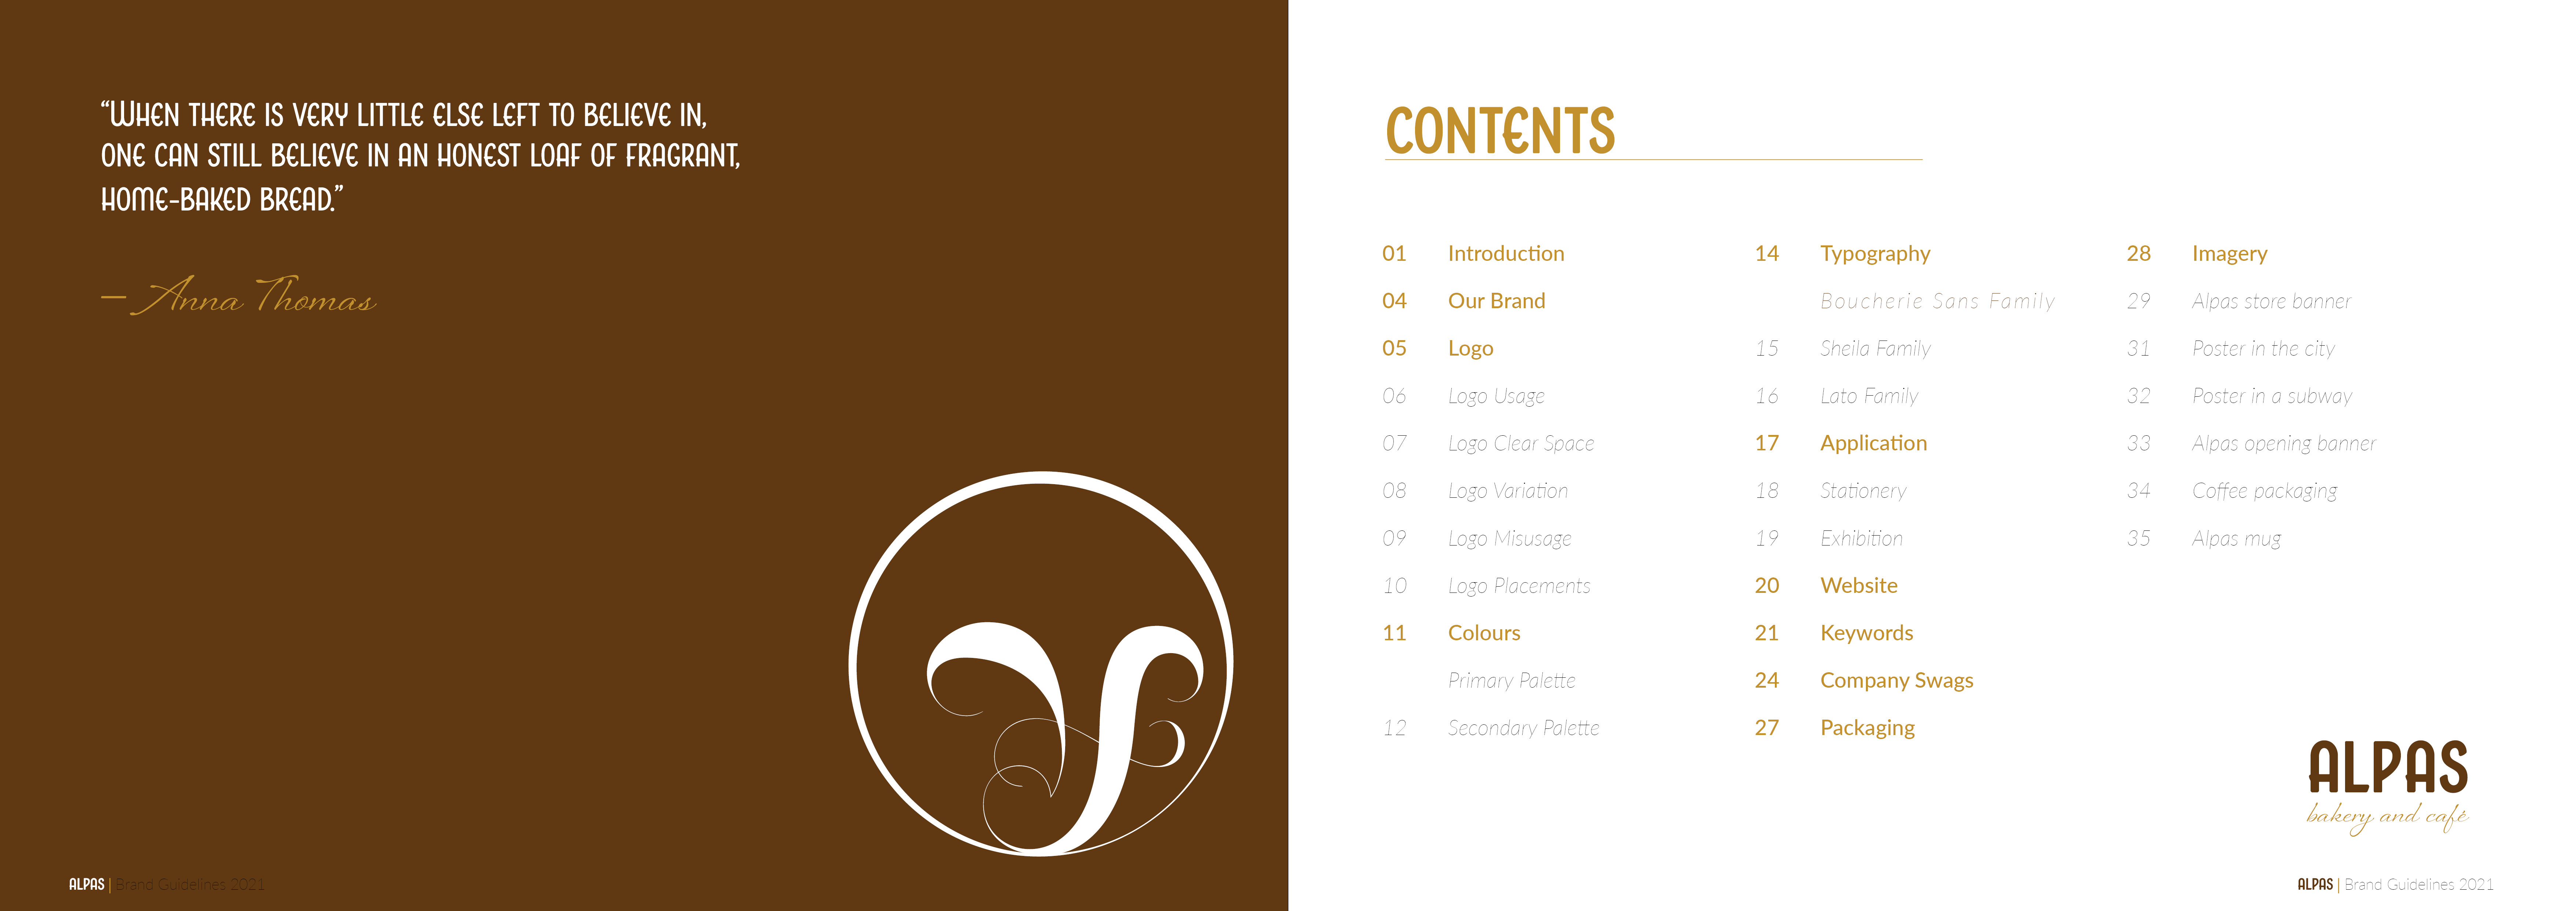 “WHEN THERE IS VERY LITTLE ELSE LEFT TO BELIEVE IN,
ONE CAN STILL BELIEVE IN AN HONEST LOAF OF FRAGRANT,
HOME-BAKED BREAD.”
– Anna Thomas
ALPAS | Brand Guidelines 2021
CONTENTS
01 Introduction
04 Our Brand
05 Logo
06 Logo Usage
07 Logo Clear Space
08 Logo Variation
09 Logo Misusage
10 Logo Placements
11 Colours
Primary Palette
12 Secondary Palette
14 Typography
Boucherie Sans Family
15 Sheila Family
16 Lato Family
17 Application
18 Stationery
19 Exhibition
20 Website
21 Keywords
24 Company Swags
27 Packaging
28 Imagery
29 Alpas store banner
31 Poster in the city
32 Poster in a subway
33 Alpas opening banner
34 Coffee packaging
35 Alpas mug
ALPAS
bakery and café
ALPAS | Brand Guidelines 2021